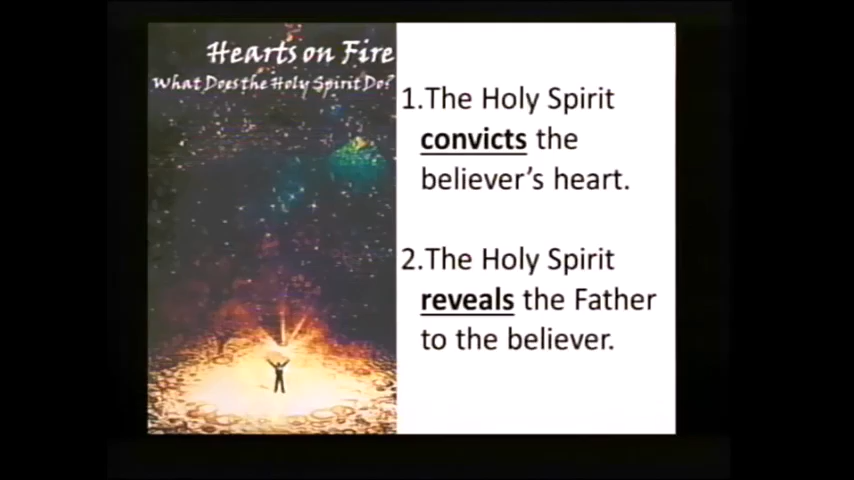 Hearts on Fire
What Does the Holy Spirit Do?
1.The Holy Spirit
convicts the
believer's heart.
2.The Holy Spirit
reveals the Father
to the believer.